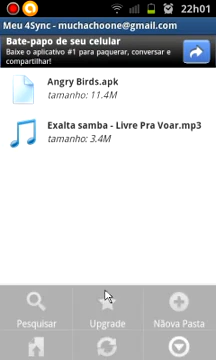 22h01
Meu 4Sync - muchachoone@gmail.com
Bate-papo de seu celular
Baixe o aplicativo #1 para paquerar, conversar e
compartilhar!
Angry Birds.apk
tamanho: 11.4M
Exalta samba - Livre Pra Voar.mp3
tamanho: 3.4M
Pesquisar Upgrade Nãova Pasta